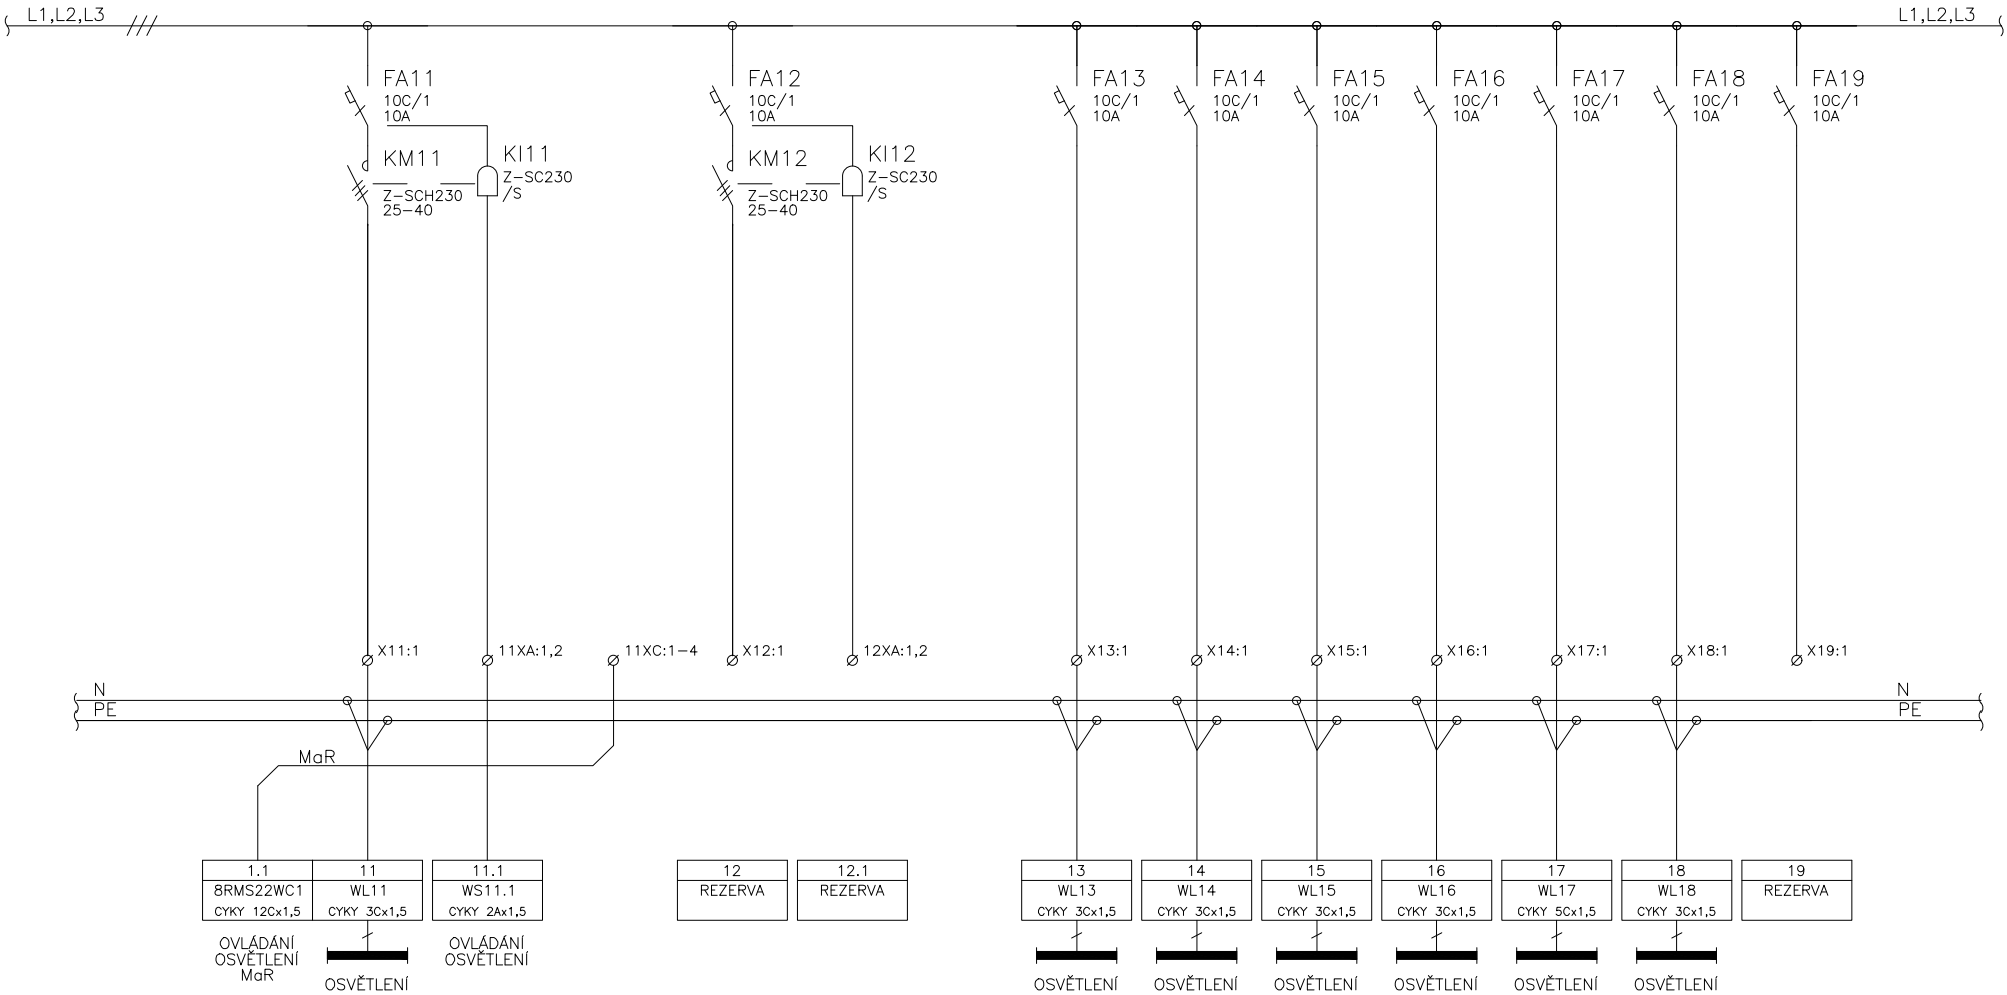 L1,L2,L3
L1,L2,L3
FA11
10C/1
10A
FA12
10C/1
10A
FA13
10C/1
10A
FA14
10C/1
10A
FA15
10C/1
10A
FA16
10C/1
10A
FA17
10C/1
10A
FA18
10C/1
10A
FA19
10C/1
10A
KM11
Z-SCH230
25-40
KI11
Z-SC230
/S
KM12
Z-SCH230
25-40
KI12
Z-SC230
/S
X11:1
11XA:1,2
11XC:1-4
X12:1
12XA:1,2
X13:1
X14:1
X15:1
X16:1
X17:1
X18:1
X19:1
N
PE
N
PE
MaR
1.1
8RMS22WC1
CYKY 12Cx1,5
OVLÁDÁNÍ
OSVĚTLENÍ
MaR
11
WL11
CYKY 3Cx1,5
OSVĚTLENÍ
11.1
WS11.1
CYKY 2Ax1,5
OVLÁDÁNÍ
OSVĚTLENÍ
12
REZERVA
12.1
REZERVA
13
WL13
CYKY 3Cx1,5
OSVĚTLENÍ
14
WL14
CYKY 3Cx1,5
OSVĚTLENÍ
15
WL15
CYKY 3Cx1,5
OSVĚTLENÍ
16
WL16
CYKY 3Cx1,5
OSVĚTLENÍ
17
WL17
CYKY 5Cx1,5
OSVĚTLENÍ
18
WL18
CYKY 3Cx1,5
OSVĚTLENÍ
19
REZERVA